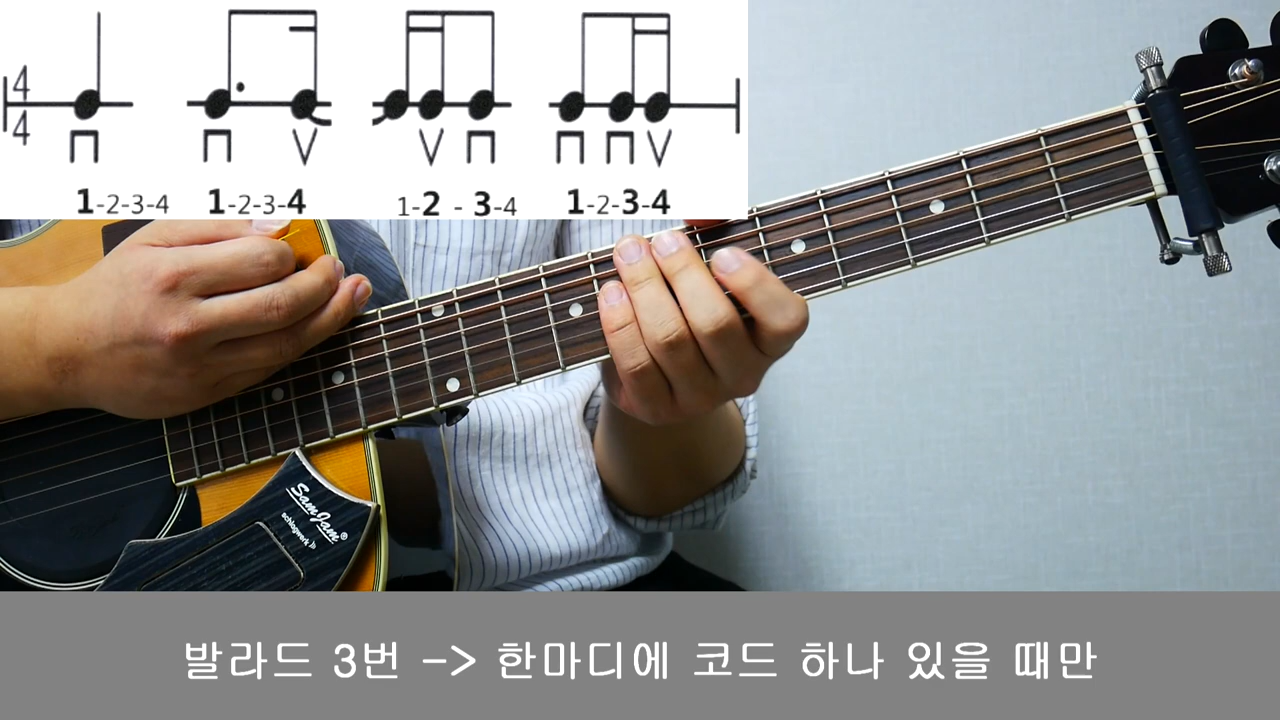 4
4
1-2-3-4 1-2-3-4 1-2 - 3-4 1-2-3-4
SamJam®
schlagwerk
발라드 3번 -> 한마디에 코드 하나 있을 때만